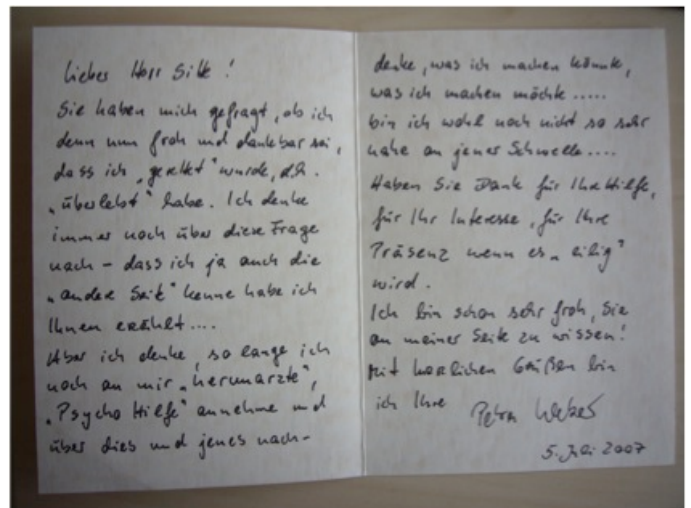 Lieber Herr Silte!
Sie haben mich gefragt, ob ich
denn nun froh und dankbar sei,
dass ich „gerettet“ wurde, d.h.
„überlebt“ habe. Ich denke
immer noch über diese Frage
nach – dass ich ja auch die
„andere Seite“ kenne habe ich
Ihnen erzählt....
Aber ich denke, so lange ich
noch an mir „herumarzte“,
„Psycho Hilfe“ annehme und
über dies und jenes nach-
denke, was ich machen könnte,
was ich machen möchte.....
bin ich wohl noch nicht so sehr
nahe an jener Schwelle....
Haben Sie Dank für Ihre Hilfe,
für Ihr Interesse, für Ihre
Präsenz wenn es „eilig“
wird.
Ich bin schon sehr froh, Sie
an meiner Seite zu wissen!
Mit herzlichen Grüßen bin
ich Ihre Petra Weber
5. Juli 2007